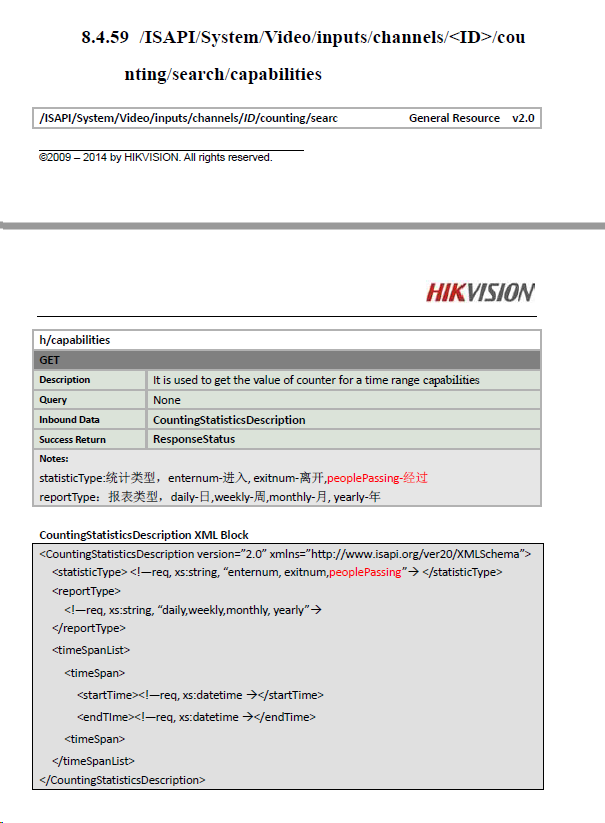 8.4.59 /ISAPI/System/Video/inputs/channels/<ID>/cou
nting/search/capabilities
/ISAPI/System/Video/inputs/channels/ID/counting/searc General Resource v2.0
©2009 – 2014 by HIKVISION. All rights reserved.
HIKVISION
h/capabilities
GET
Description It is used to get the value of counter for a time range capabilities
Query None
Inbound Data CountingStatisticsDescription
Success Return ResponseStatus
Notes:
statisticType:统计类型，enternum-进入, exitnum-离开,peoplePassing-经过
reportType：报表类型，daily-日,weekly-周,monthly-月, yearly-年
CountingStatisticsDescription XML Block
<CountingStatisticsDescription version=”2.0” xmlns=”http://www.isapi.org/ver20/XMLSchema”>
<statisticType> <!—req, xs:string, “enternum, exitnum,peoplePassing”→ </statisticType>
<reportType>
<!—req, xs:string, “daily,weekly,monthly, yearly”→
</reportType>
<timeSpanList>
<timeSpan>
<startTime><!—req, xs:datetime →</startTime>
<endTIme><!—req, xs:datetime →</endTime>
<timeSpan>
</timeSpanList>
</CountingStatisticsDescription>